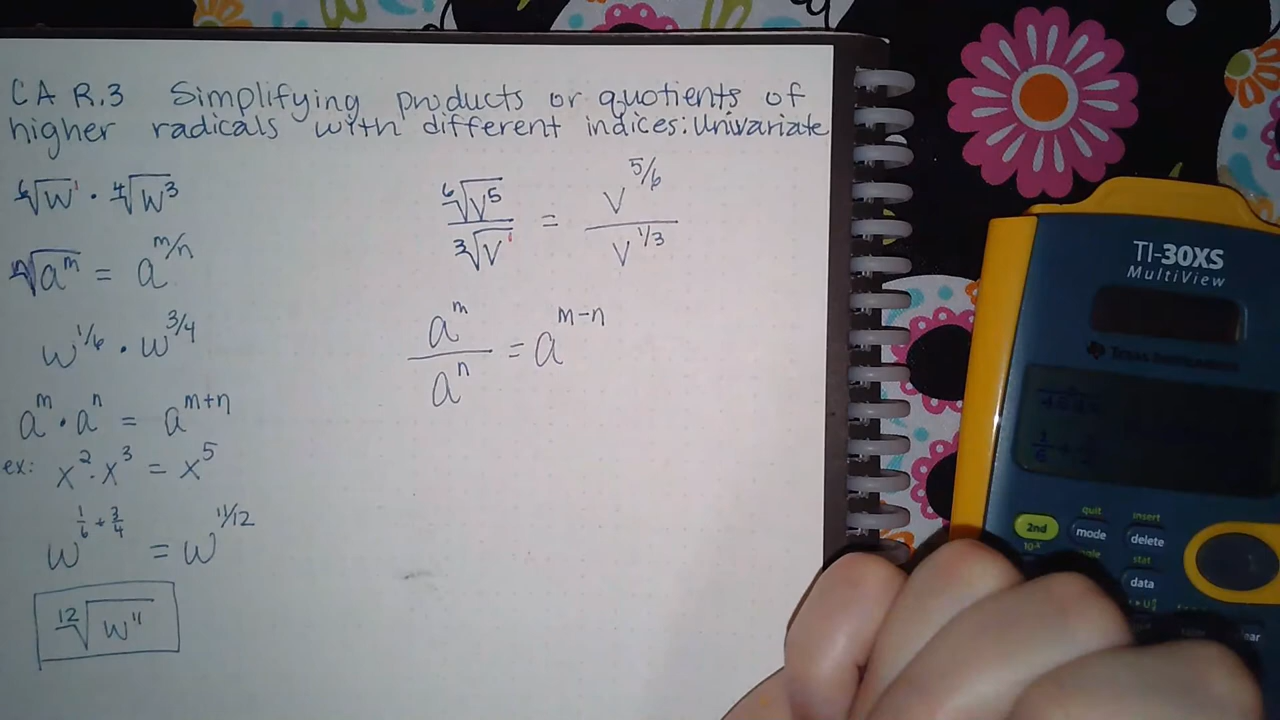 CA R.3 Simplifying products or quotients of
higher radicals with different indices: Univariate
⁶√w¹ · ⁴√w³
ⁿ√aᵐ = a^m/n
w^1/6 · w^3/4
aᵐ · aⁿ = a^m+n
ex: x² · x³ = x⁵
w^1/6 + 3/4 = w^11/12
¹²√w¹¹
⁶√v⁵ / ³√v¹ = v^5/6 / v^1/3
aᵐ / aⁿ = a^m−n
TI-30XS
MultiView
Texas Instruments
quit
insert
2nd
mode
delete
stat
data